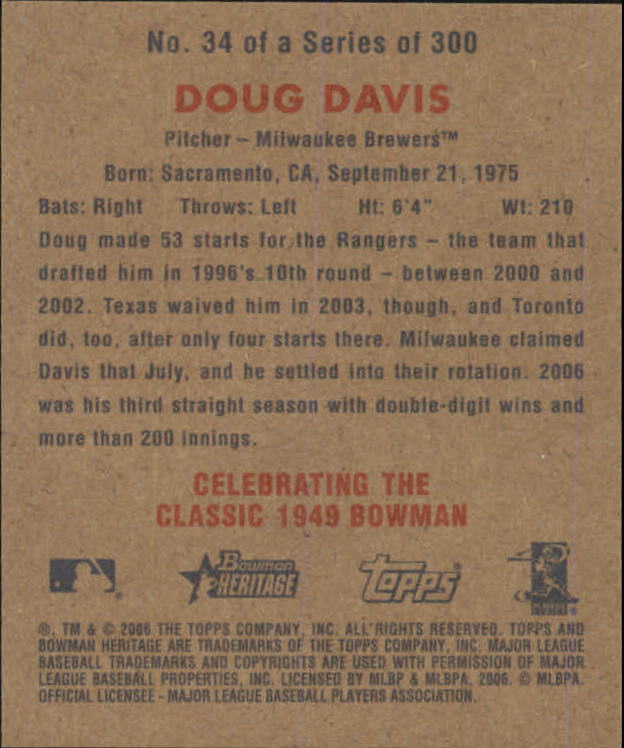 No. 34 of a Series of 300
DOUG DAVIS
Pitcher – Milwaukee Brewers™
Born: Sacramento, CA, September 21, 1975
Bats: Right Throws: Left Ht: 6'4" Wt: 210
Doug made 53 starts for the Rangers – the team that
drafted him in 1996's 10th round – between 2000 and
2002. Texas waived him in 2003, though, and Toronto
did, too, after only four starts there. Milwaukee claimed
Davis that July, and he settled into their rotation. 2006
was his third straight season with double-digit wins and
more than 200 innings.
CELEBRATING THE
CLASSIC 1949 BOWMAN
Bowman
HERITAGE
Topps
®, TM & © 2006 THE TOPPS COMPANY, INC. ALL RIGHTS RESERVED. TOPPS AND
BOWMAN HERITAGE ARE TRADEMARKS OF THE TOPPS COMPANY, INC. MAJOR LEAGUE
BASEBALL TRADEMARKS AND COPYRIGHTS ARE USED WITH PERMISSION OF MAJOR
LEAGUE BASEBALL PROPERTIES, INC. LICENSED BY MLBP & MLBPA, 2006. © MLBPA.
OFFICIAL LICENSEE - MAJOR LEAGUE BASEBALL PLAYERS ASSOCIATION.